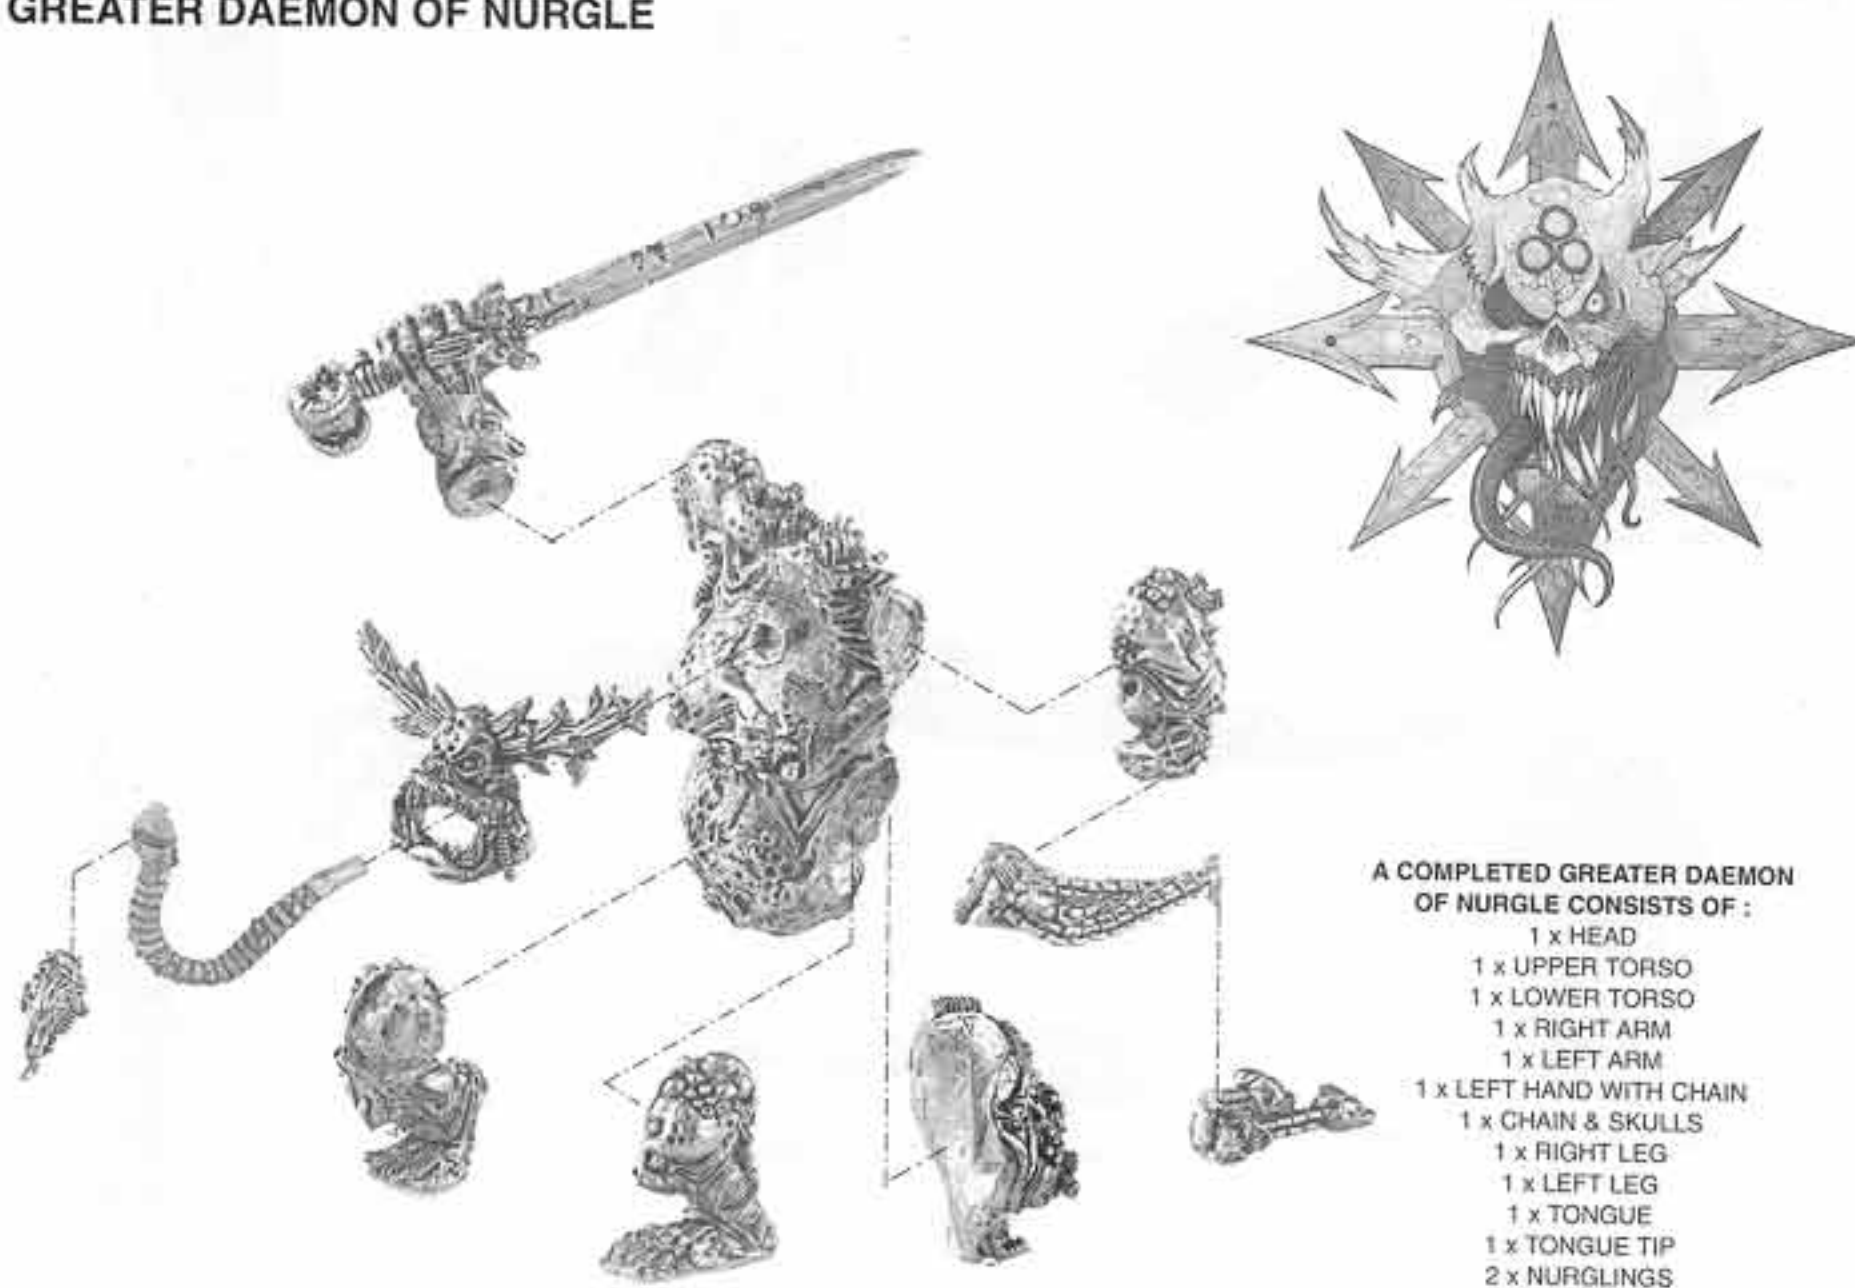 GREATER DAEMON OF NURGLE
A COMPLETED GREATER DAEMON
OF NURGLE CONSISTS OF :
1 x HEAD
1 x UPPER TORSO
1 x LOWER TORSO
1 x RIGHT ARM
1 x LEFT ARM
1 x LEFT HAND WITH CHAIN
1 x CHAIN & SKULLS
1 x RIGHT LEG
1 x LEFT LEG
1 x TONGUE
1 x TONGUE TIP
2 x NURGLINGS